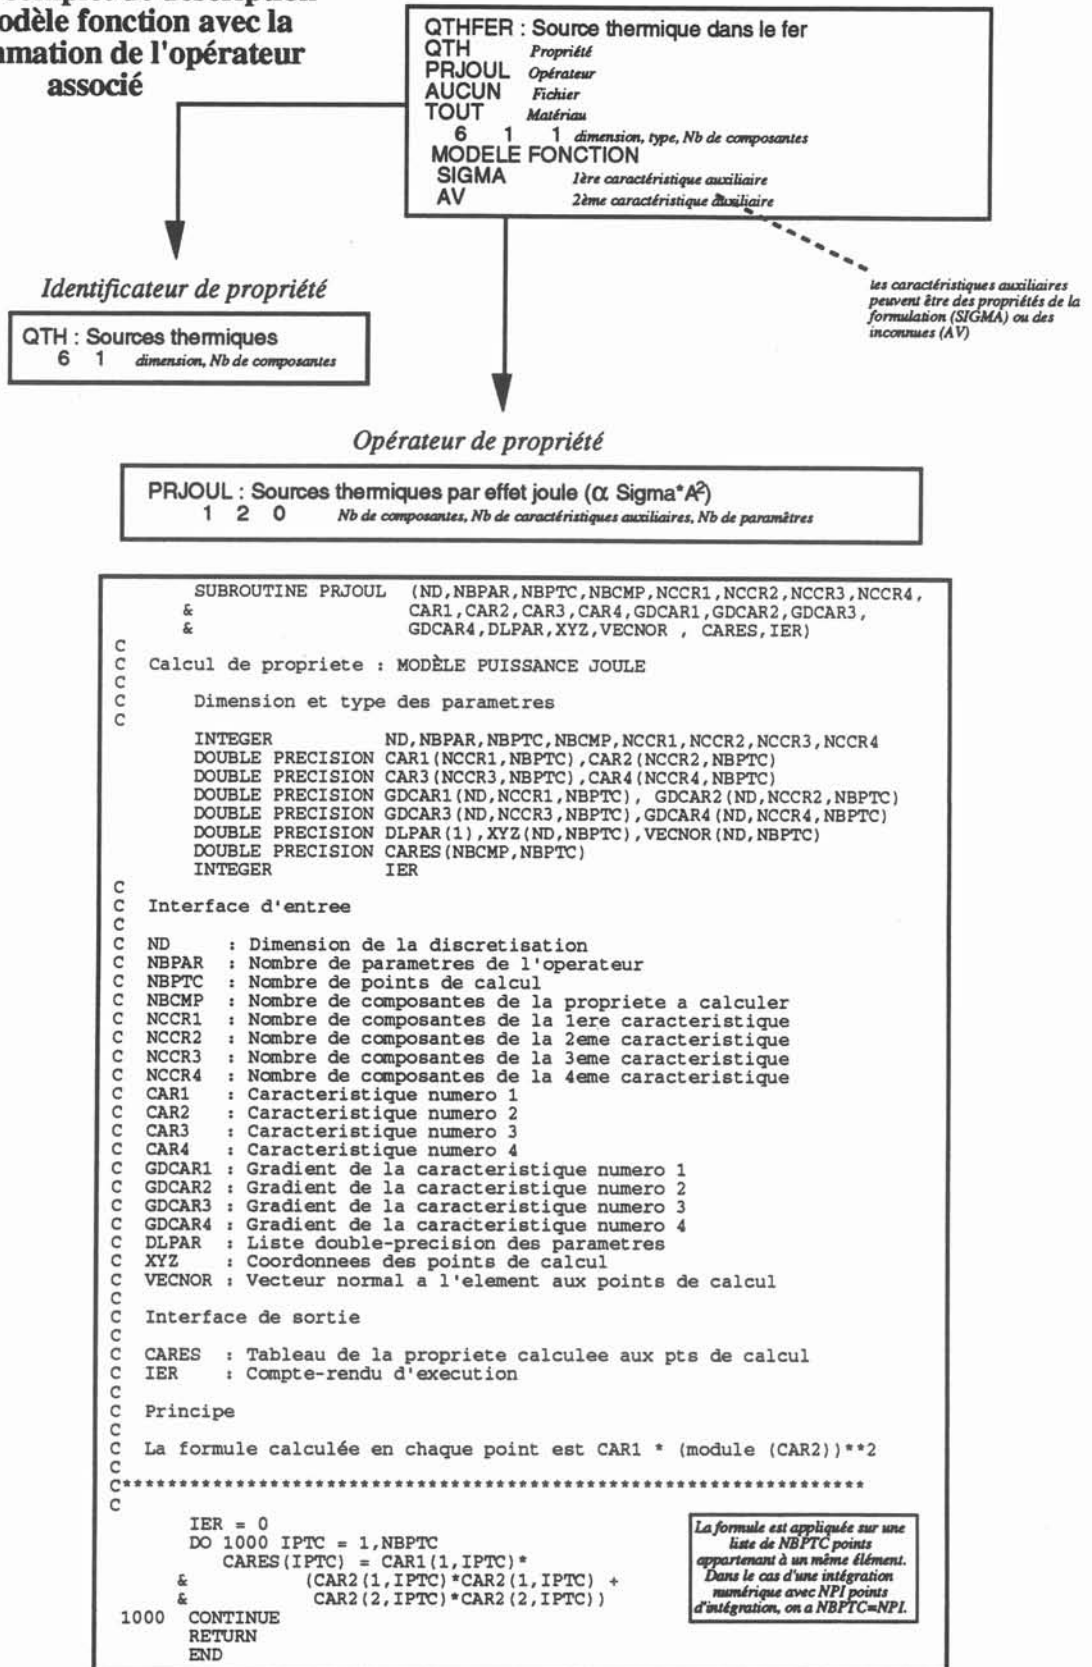 odèle fonction avec la
mation de l'opérateur
associé
QTHFER : Source thermique dans le fer
QTH Propriété
PRJOUL Opérateur
AUCUN Fichier
TOUT Matériau
6 1 1 dimension, type, Nb de composantes
MODELE FONCTION
SIGMA 1ère caractéristique auxiliaire
AV 2ème caractéristique auxiliaire
les caractéristiques auxiliaires
peuvent être des propriétés de la
formulation (SIGMA) ou des
inconnues (AV)
Identificateur de propriété
QTH : Sources thermiques
6 1 dimension, Nb de composantes
Opérateur de propriété
PRJOUL : Sources thermiques par effet joule (α Sigma*A²)
1 2 0 Nb de composantes, Nb de caractéristiques auxiliaires, Nb de paramètres
SUBROUTINE PRJOUL (ND,NBPAR,NBPTC,NBCMP,NCCR1,NCCR2,NCCR3,NCCR4,
& CAR1,CAR2,CAR3,CAR4,GDCAR1,GDCAR2,GDCAR3,
& GDCAR4,DLPAR,XYZ,VECNOR , CARES,IER)
C
C Calcul de propriete : MODÈLE PUISSANCE JOULE
C
C Dimension et type des parametres
C
INTEGER ND,NBPAR,NBPTC,NBCMP,NCCR1,NCCR2,NCCR3,NCCR4
DOUBLE PRECISION CAR1(NCCR1,NBPTC),CAR2(NCCR2,NBPTC)
DOUBLE PRECISION CAR3(NCCR3,NBPTC),CAR4(NCCR4,NBPTC)
DOUBLE PRECISION GDCAR1(ND,NCCR1,NBPTC), GDCAR2(ND,NCCR2,NBPTC)
DOUBLE PRECISION GDCAR3(ND,NCCR3,NBPTC),GDCAR4(ND,NCCR4,NBPTC)
DOUBLE PRECISION DLPAR(1),XYZ(ND,NBPTC),VECNOR(ND,NBPTC)
DOUBLE PRECISION CARES(NBCMP,NBPTC)
INTEGER IER
C
C Interface d'entree
C
C ND : Dimension de la discretisation
C NBPAR : Nombre de parametres de l'operateur
C NBPTC : Nombre de points de calcul
C NBCMP : Nombre de composantes de la propriete a calculer
C NCCR1 : Nombre de composantes de la 1ere caracteristique
C NCCR2 : Nombre de composantes de la 2eme caracteristique
C NCCR3 : Nombre de composantes de la 3eme caracteristique
C NCCR4 : Nombre de composantes de la 4eme caracteristique
C CAR1 : Caracteristique numero 1
C CAR2 : Caracteristique numero 2
C CAR3 : Caracteristique numero 3
C CAR4 : Caracteristique numero 4
C GDCAR1 : Gradient de la caracteristique numero 1
C GDCAR2 : Gradient de la caracteristique numero 2
C GDCAR3 : Gradient de la caracteristique numero 3
C GDCAR4 : Gradient de la caracteristique numero 4
C DLPAR : Liste double-precision des parametres
C XYZ : Coordonnees des points de calcul
C VECNOR : Vecteur normal a l'element aux points de calcul
C
C Interface de sortie
C
C CARES : Tableau de la propriete calculee aux pts de calcul
C IER : Compte-rendu d'execution
C
C Principe
C
C La formule calculée en chaque point est CAR1 * (module (CAR2))**2
C
C*********************************************************************
C
IER = 0
DO 1000 IPTC = 1,NBPTC
CARES(IPTC) = CAR1(1,IPTC)*
& (CAR2(1,IPTC)*CAR2(1,IPTC) +
& CAR2(2,IPTC)*CAR2(2,IPTC))
1000 CONTINUE
RETURN
END
La formule est appliquée sur une
liste de NBPTC points
appartenant à un même élément.
Dans le cas d'une intégration
numérique avec NPI points
d'intégration, on a NBPTC=NPI.